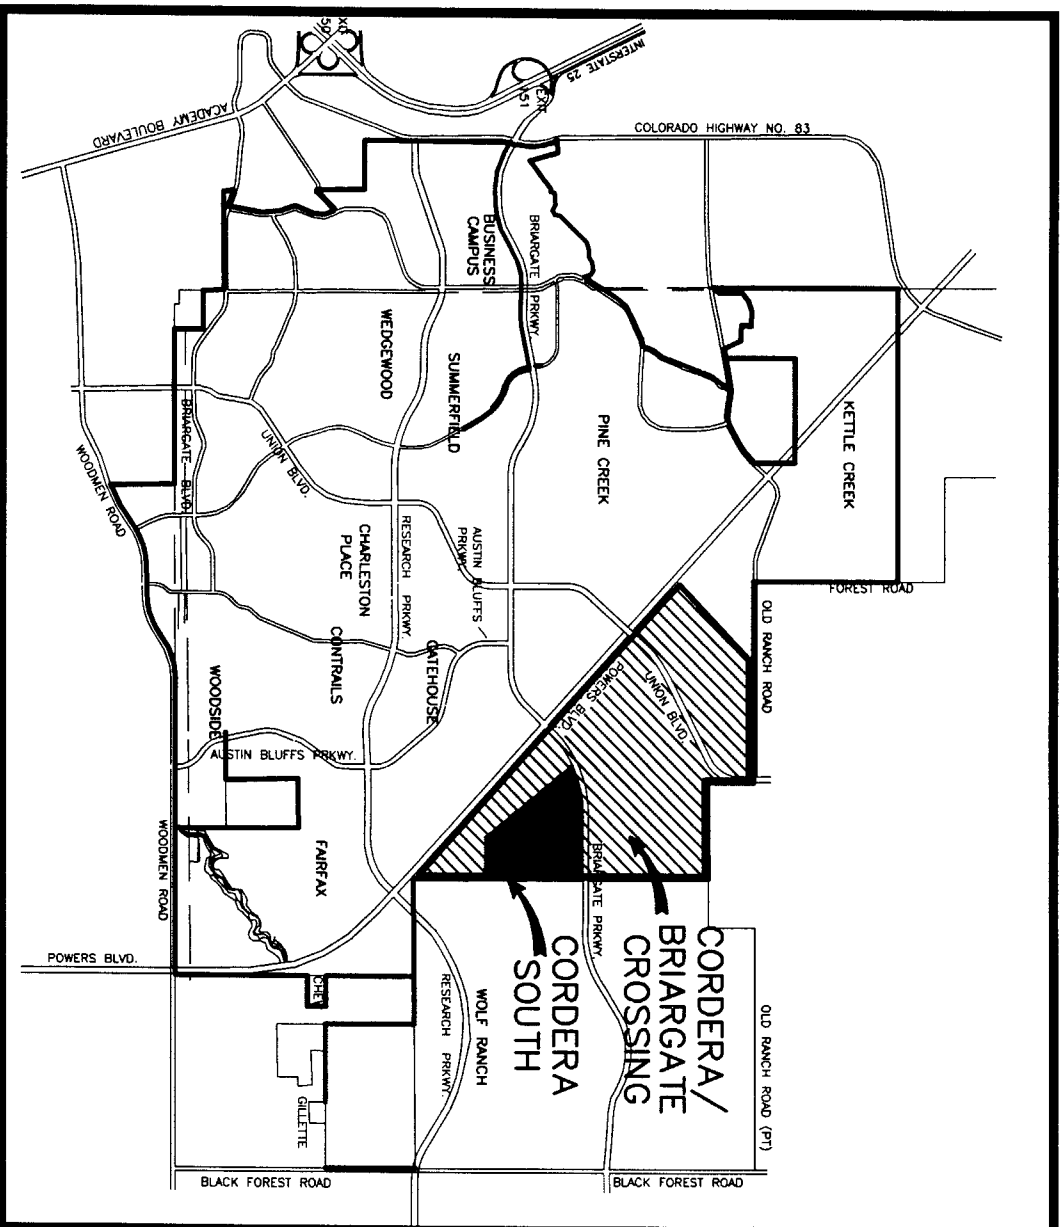 INTERSTATE 25
EXIT
151
ACADEMY BOULEVARD
COLORADO HIGHWAY NO. 83
BUSINESS
CAMPUS
BRIARGATE PRKWY.
WEDGEWOOD
SUMMERFIELD
PINE CREEK
KETTLE CREEK
BRIARGATE BLVD.
UNION BLVD.
WOODMEN ROAD
CHARLESTON
PLACE
RESEARCH PRKWY.
AUSTIN BLUFFS
PRKWY.
FOREST ROAD
OLD RANCH ROAD
CONTRAILS
GATEHOUSE
POWERS BLVD.
UNION BLVD.
WOODSIDE
AUSTIN BLUFFS PRKWY.
WOODMEN ROAD
FAIRFAX
BRIARGATE PRKWY.
CORDERA/
BRIARGATE
CROSSING
CORDERA
SOUTH
POWERS BLVD.
CHEV
RESEARCH PRKWY.
WOLF RANCH
OLD RANCH ROAD (PT)
GILLETTE
BLACK FOREST ROAD
BLACK FOREST ROAD